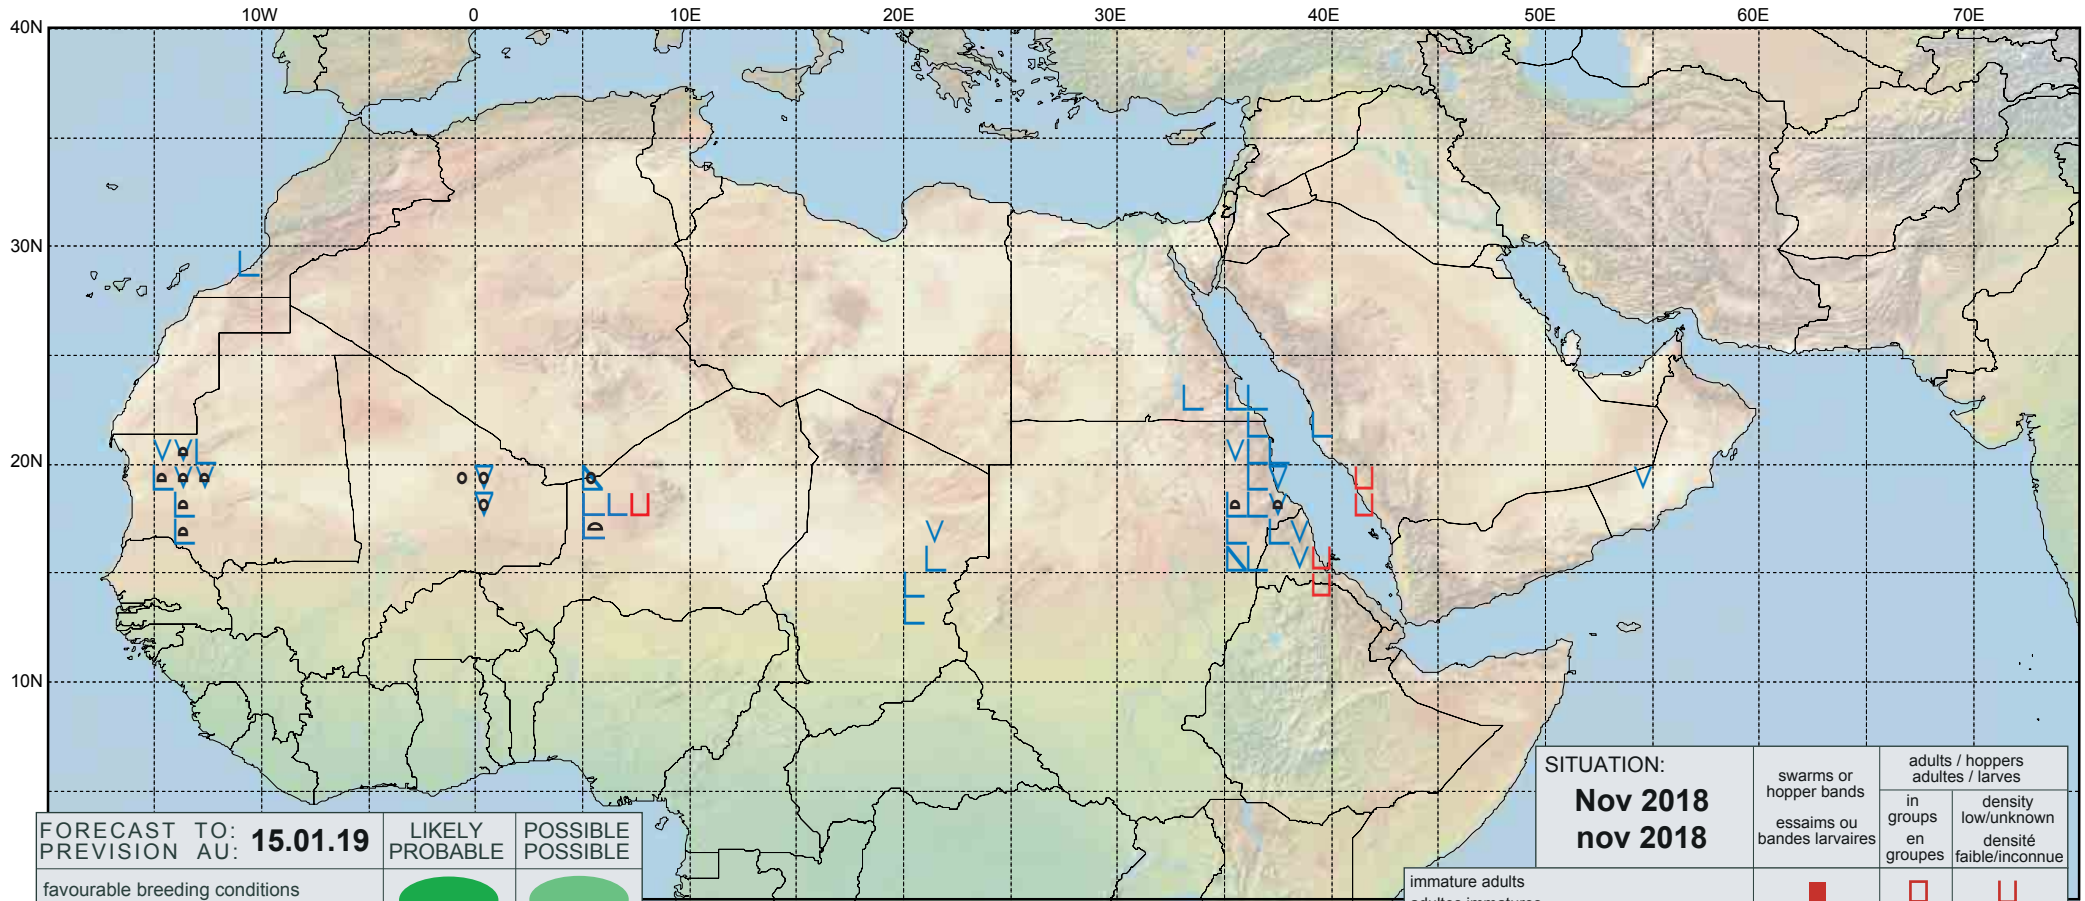 10W 0 10E 20E 30E 40E 50E 60E 70E
40N
30N
20N
10N
FORECAST TO: 15.01.19
PREVISION AU:
LIKELY
PROBABLE
POSSIBLE
POSSIBLE
favourable breeding conditions
SITUATION:
Nov 2018
nov 2018
swarms or
hopper bands
essaims ou
bandes larvaires
adults / hoppers
adultes / larves
in
groups
en
groupes
density
low/unknown
densité
faible/inconnue
immature adults
adultes immatures